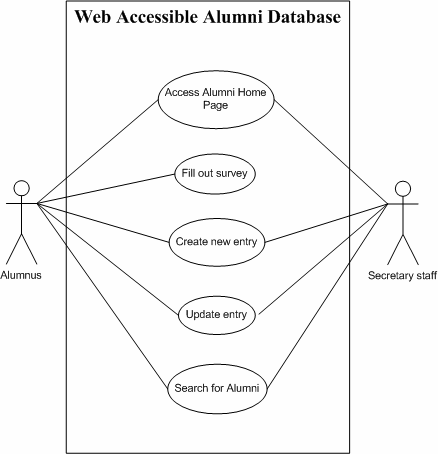 Web Accessible Alumni Database
Access Alumni Home
Page
Fill out survey
Create new entry
Update entry
Search for Alumni
Alumnus
Secretary staff